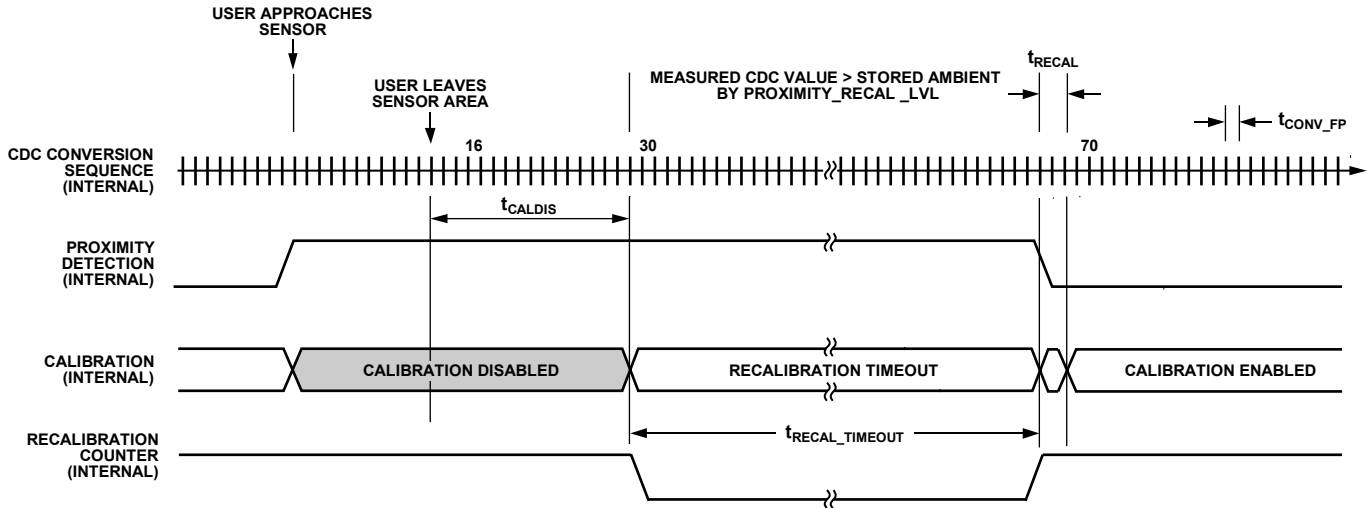 USER APPROACHES
SENSOR
USER LEAVES
SENSOR AREA
MEASURED CDC VALUE > STORED AMBIENT
BY PROXIMITY_RECAL _LVL
tRECAL
tCONV_FP
CDC CONVERSION
SEQUENCE
(INTERNAL)
16
30
70
tCALDIS
PROXIMITY
DETECTION
(INTERNAL)
CALIBRATION
(INTERNAL)
CALIBRATION DISABLED
RECALIBRATION TIMEOUT
CALIBRATION ENABLED
RECALIBRATION
COUNTER
(INTERNAL)
tRECAL_TIMEOUT